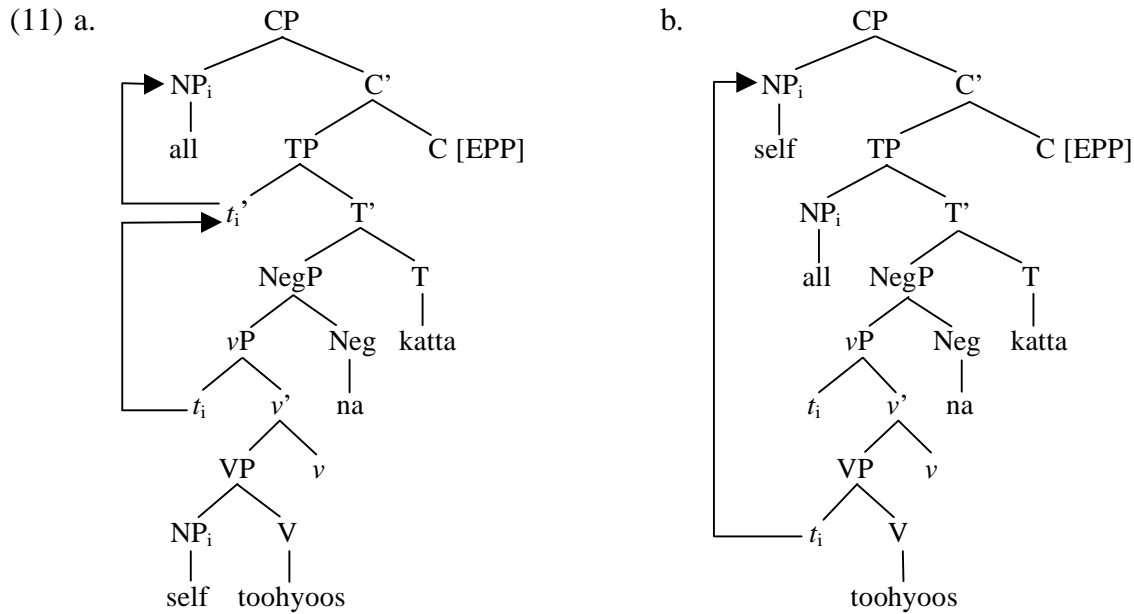 (11) a. CP b. CP
NPi C’ NPi C’
all TP C [EPP] self TP C [EPP]
ti’ T’ NPi T’
NegP T all NegP T
vP Neg katta vP Neg katta
ti v’ na ti v’ na
VP v VP v
NPi V ti V
self toohyoos toohyoos